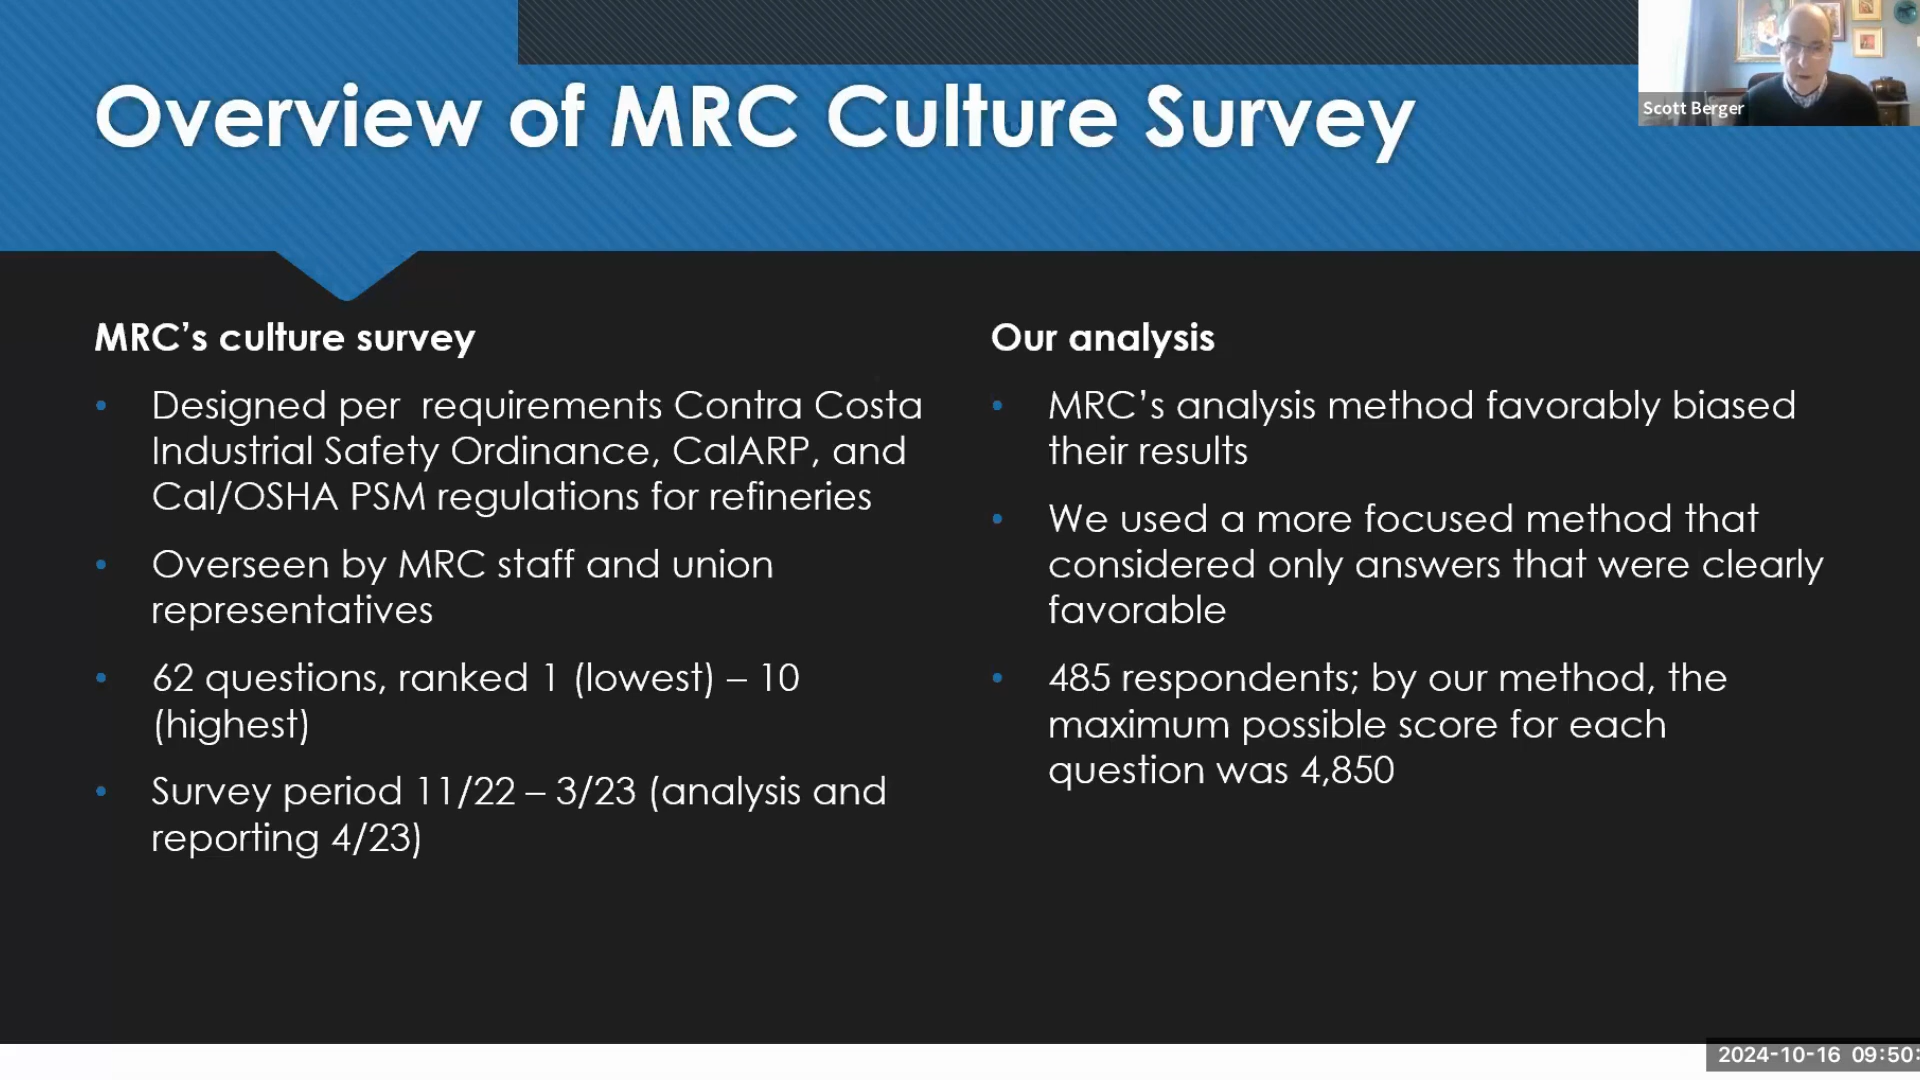 Overview of MRC Culture Survey
Scott Berger
MRC’s culture survey
• Designed per  requirements Contra Costa
Industrial Safety Ordinance, CalARP, and
Cal/OSHA PSM regulations for refineries
• Overseen by MRC staff and union
representatives
• 62 questions, ranked 1 (lowest) – 10
(highest)
• Survey period 11/22 – 3/23 (analysis and
reporting 4/23)
Our analysis
• MRC’s analysis method favorably biased
their results
• We used a more focused method that
considered only answers that were clearly
favorable
• 485 respondents; by our method, the
maximum possible score for each
question was 4,850
2024-10-16 09:50: